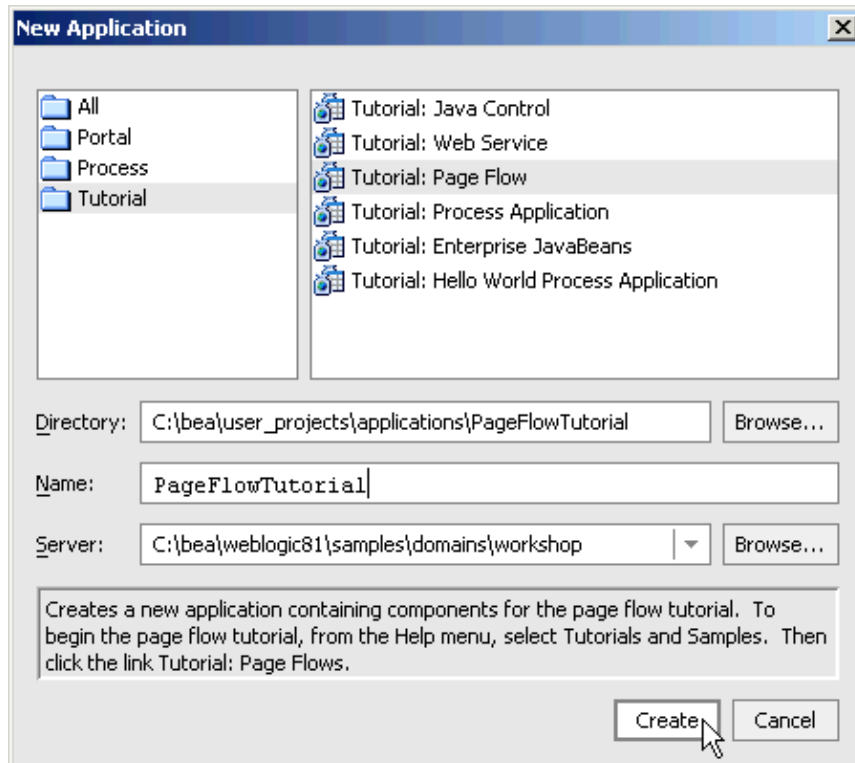 New Application
All
Portal
Process
Tutorial
Tutorial: Java Control
Tutorial: Web Service
Tutorial: Page Flow
Tutorial: Process Application
Tutorial: Enterprise JavaBeans
Tutorial: Hello World Process Application
Directory: C:\bea\user_projects\applications\PageFlowTutorial Browse...
Name: PageFlowTutorial
Server: C:\bea\weblogic81\samples\domains\workshop Browse...
Creates a new application containing components for the page flow tutorial. To
begin the page flow tutorial, from the Help menu, select Tutorials and Samples. Then
click the link Tutorial: Page Flows.
Create Cancel